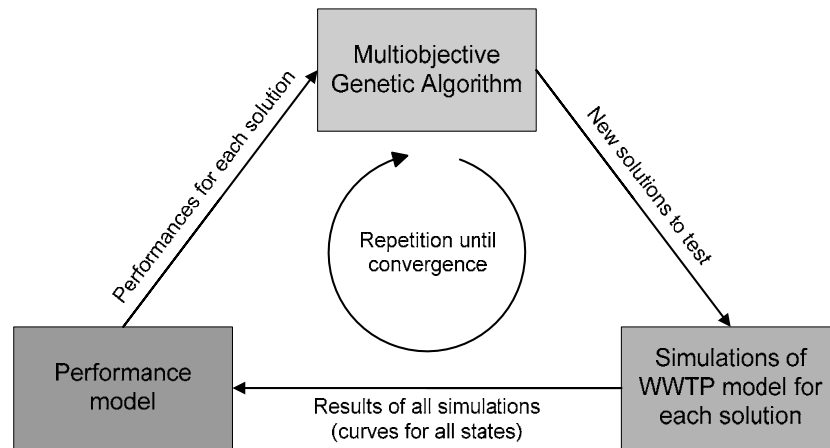 Multiobjective
Genetic Algorithm
Performances for each solution
New solutions to test
Repetition until
convergence
Performance
model
Results of all simulations
(curves for all states)
Simulations of
WWTP model for
each solution